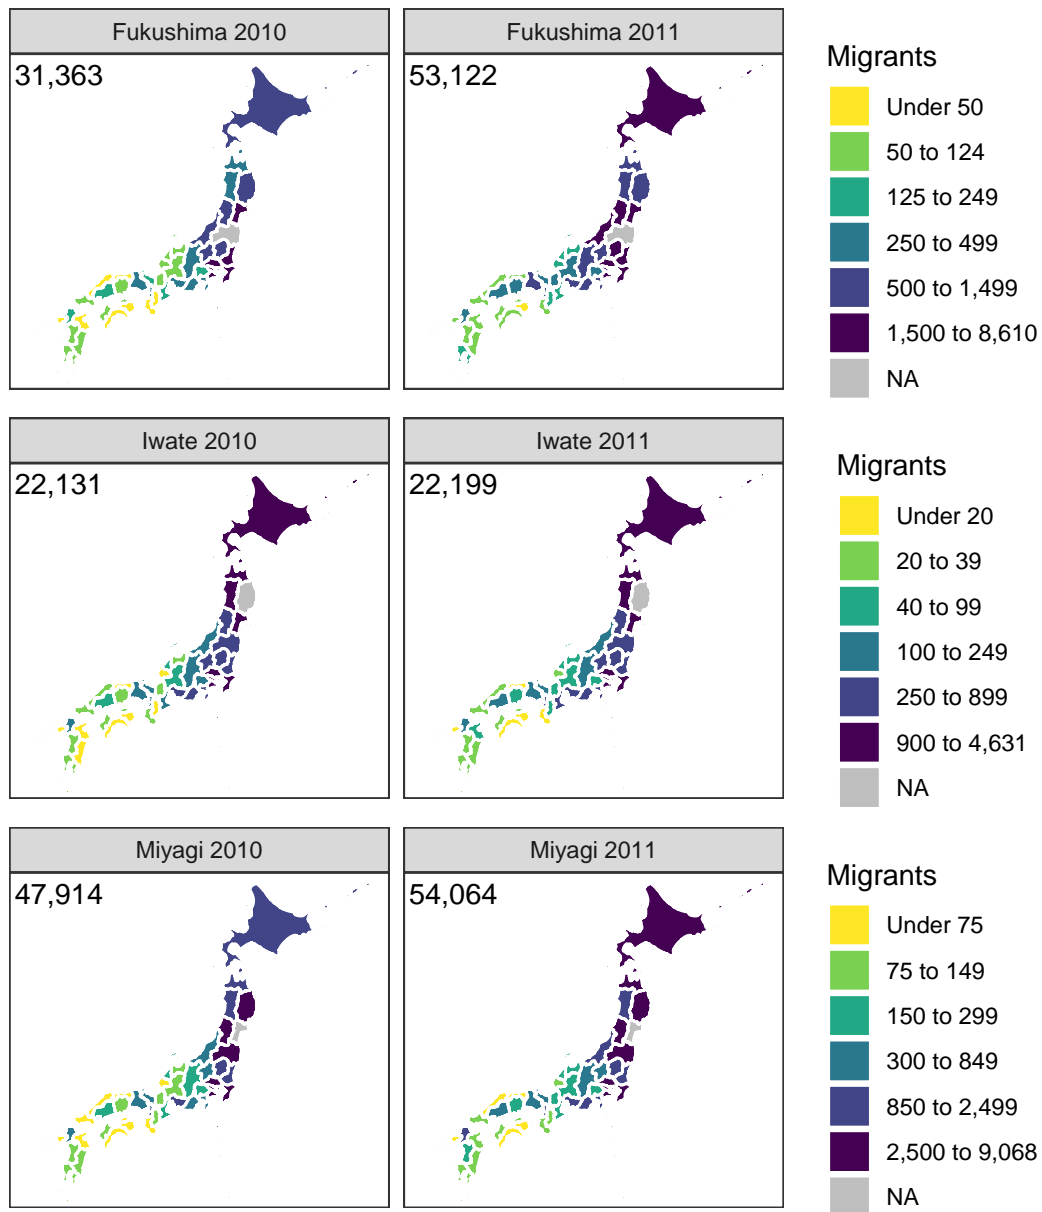 Fukushima 2010
Fukushima 2011
31,363
53,122
Migrants
Under 50
50 to 124
125 to 249
250 to 499
500 to 1,499
1,500 to 8,610
NA
Iwate 2010
Iwate 2011
22,131
22,199
Migrants
Under 20
20 to 39
40 to 99
100 to 249
250 to 899
900 to 4,631
NA
Miyagi 2010
Miyagi 2011
47,914
54,064
Migrants
Under 75
75 to 149
150 to 299
300 to 849
850 to 2,499
2,500 to 9,068
NA